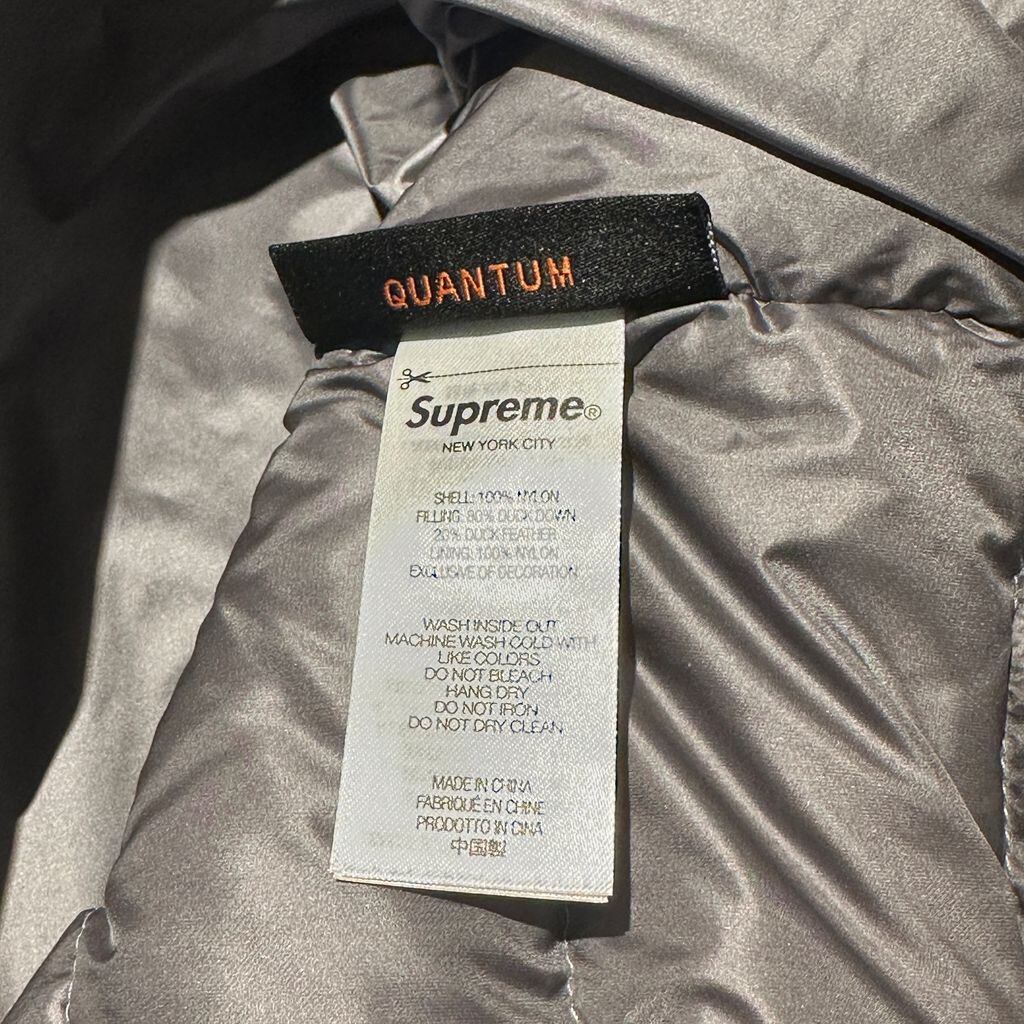 QUANTUM
Supreme®
NEW YORK CITY
SHELL: 100% NYLON
FILLING: 80% DUCK DOWN
20% DUCK FEATHER
LINING: 100% NYLON
EXCLUSIVE OF DECORATION
WASH INSIDE OUT
MACHINE WASH COLD WITH
LIKE COLORS
DO NOT BLEACH
HANG DRY
DO NOT IRON
DO NOT DRY CLEAN
MADE IN CHINA
FABRIQUÉ EN CHINE
PRODOTTO IN CINA
中国製